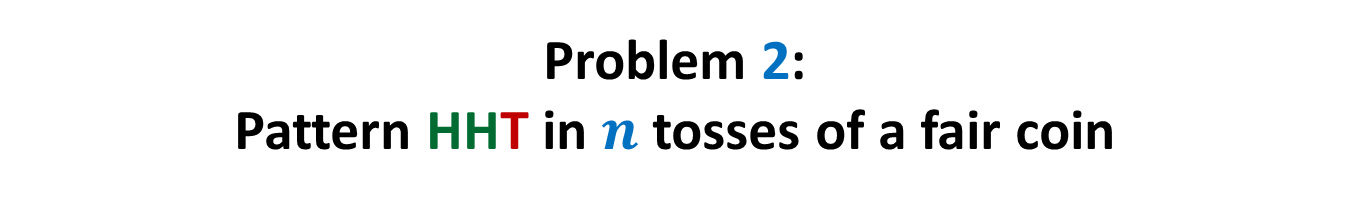 Problem 2:
Pattern HHT in n tosses of a fair coin